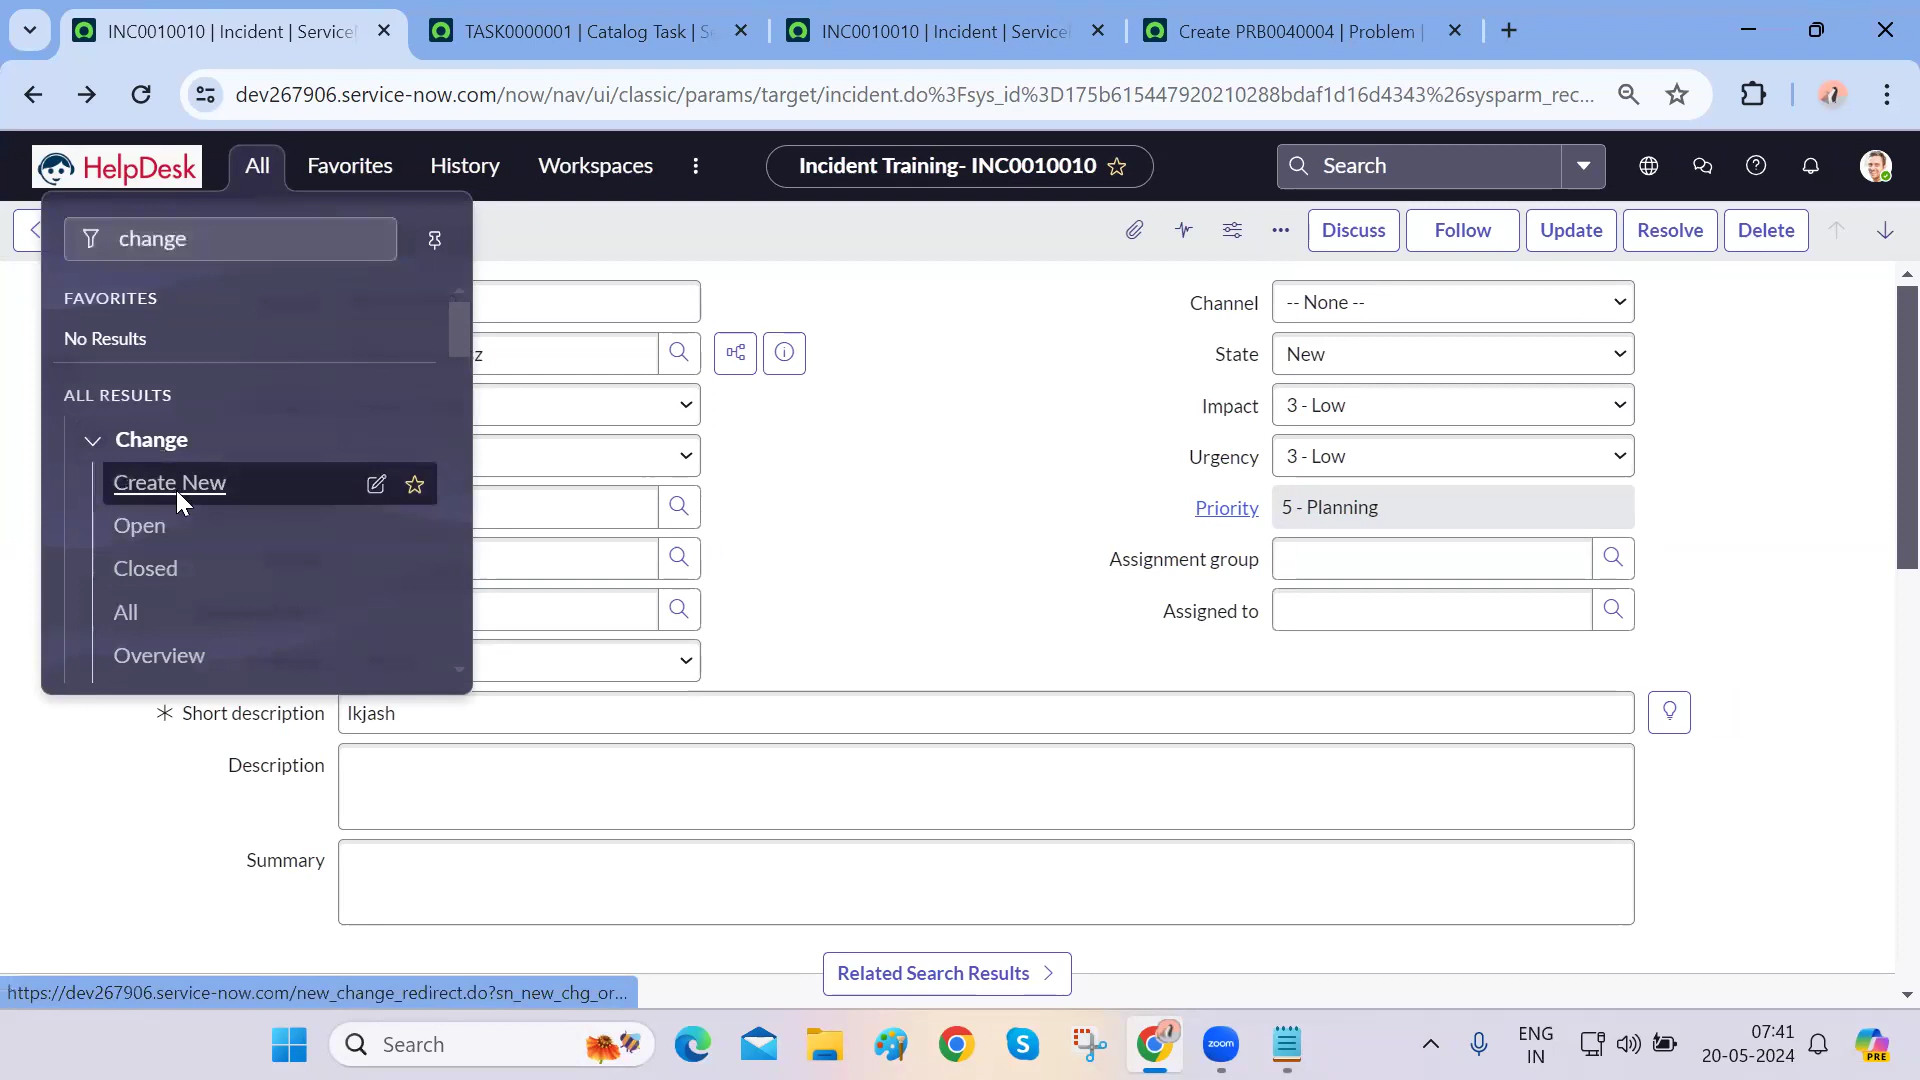 INC0010010 | Incident | Service
TASK0000001 | Catalog Task | S
INC0010010 | Incident | Service
Create PRB0040004 | Problem |
dev267906.service-now.com/now/nav/ui/classic/params/target/incident.do%3Fsys_id%3D175b615447920210288bdaf1d16d4343%26sysparm_rec...
HelpDesk
All
Favorites
History
Workspaces
Incident Training- INC0010010
Search
change
Discuss
Follow
Update
Resolve
Delete
FAVORITES
No Results
ALL RESULTS
Change
Create New
Open
Closed
All
Overview
z
Channel
-- None --
State
New
Impact
3 - Low
Urgency
3 - Low
Priority
5 - Planning
Assignment group
Assigned to
Short description
lkjash
Description
Summary
Related Search Results
https://dev267906.service-now.com/new_change_redirect.do?sn_new_chg_or...
Search
zoom
ENG
IN
07:41
20-05-2024
PRE